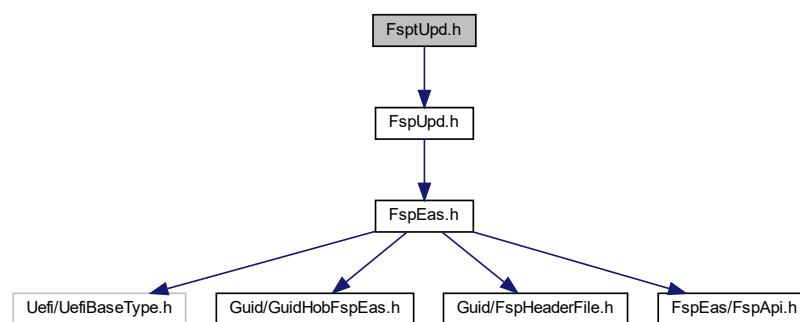 FsptUpd.h
FspUpd.h
FspEas.h
Uefi/UefiBaseType.h
Guid/GuidHobFspEas.h
Guid/FspHeaderFile.h
FspEas/FspApi.h